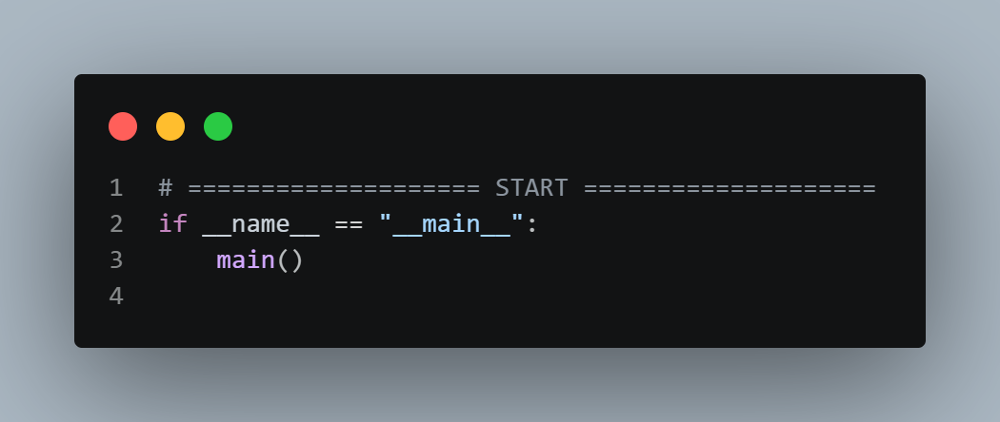 1 # ==================== START ====================
2 if __name__ == "__main__":
3     main()
4